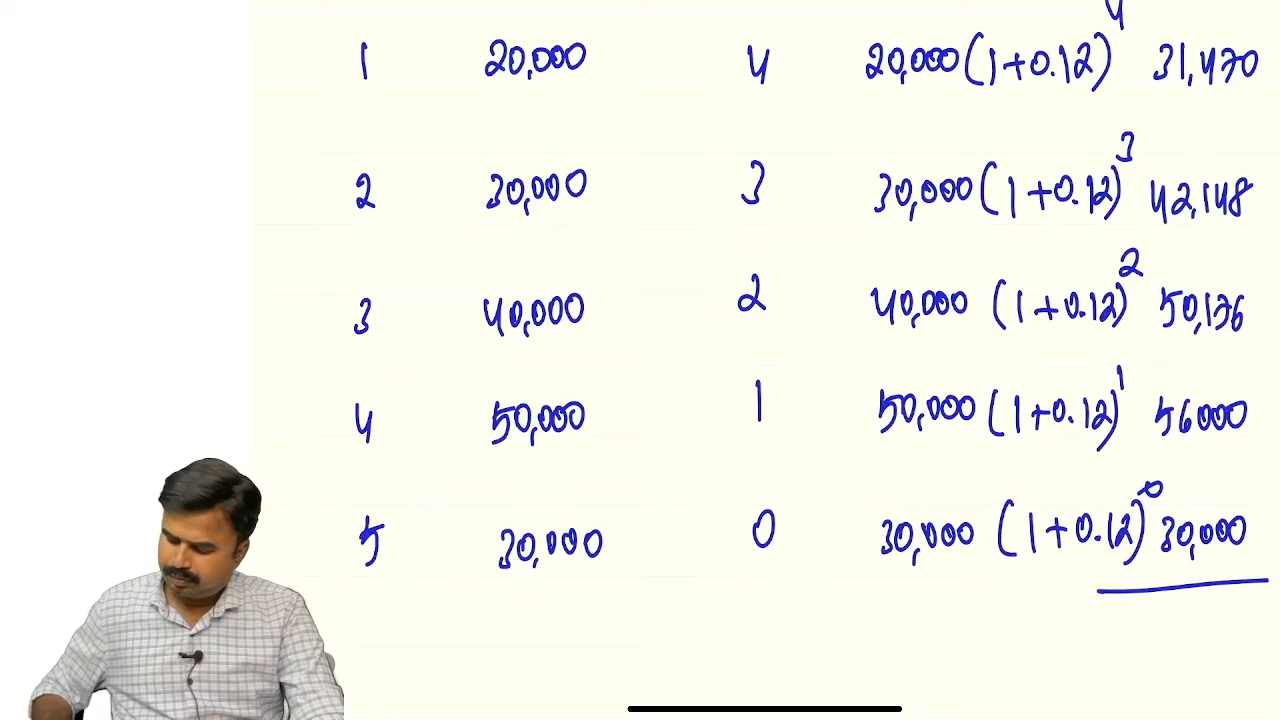 1 20,000 4 20,000(1+0.12)^4 31,470
2 30,000 3 30,000(1+0.12)^3 42,148
3 40,000 2 40,000 (1+0.12)^2 50,176
4 50,000 1 50,000 (1+0.12)^1 56000
5 30,000 0 30,000 (1+0.12)^0 30,000